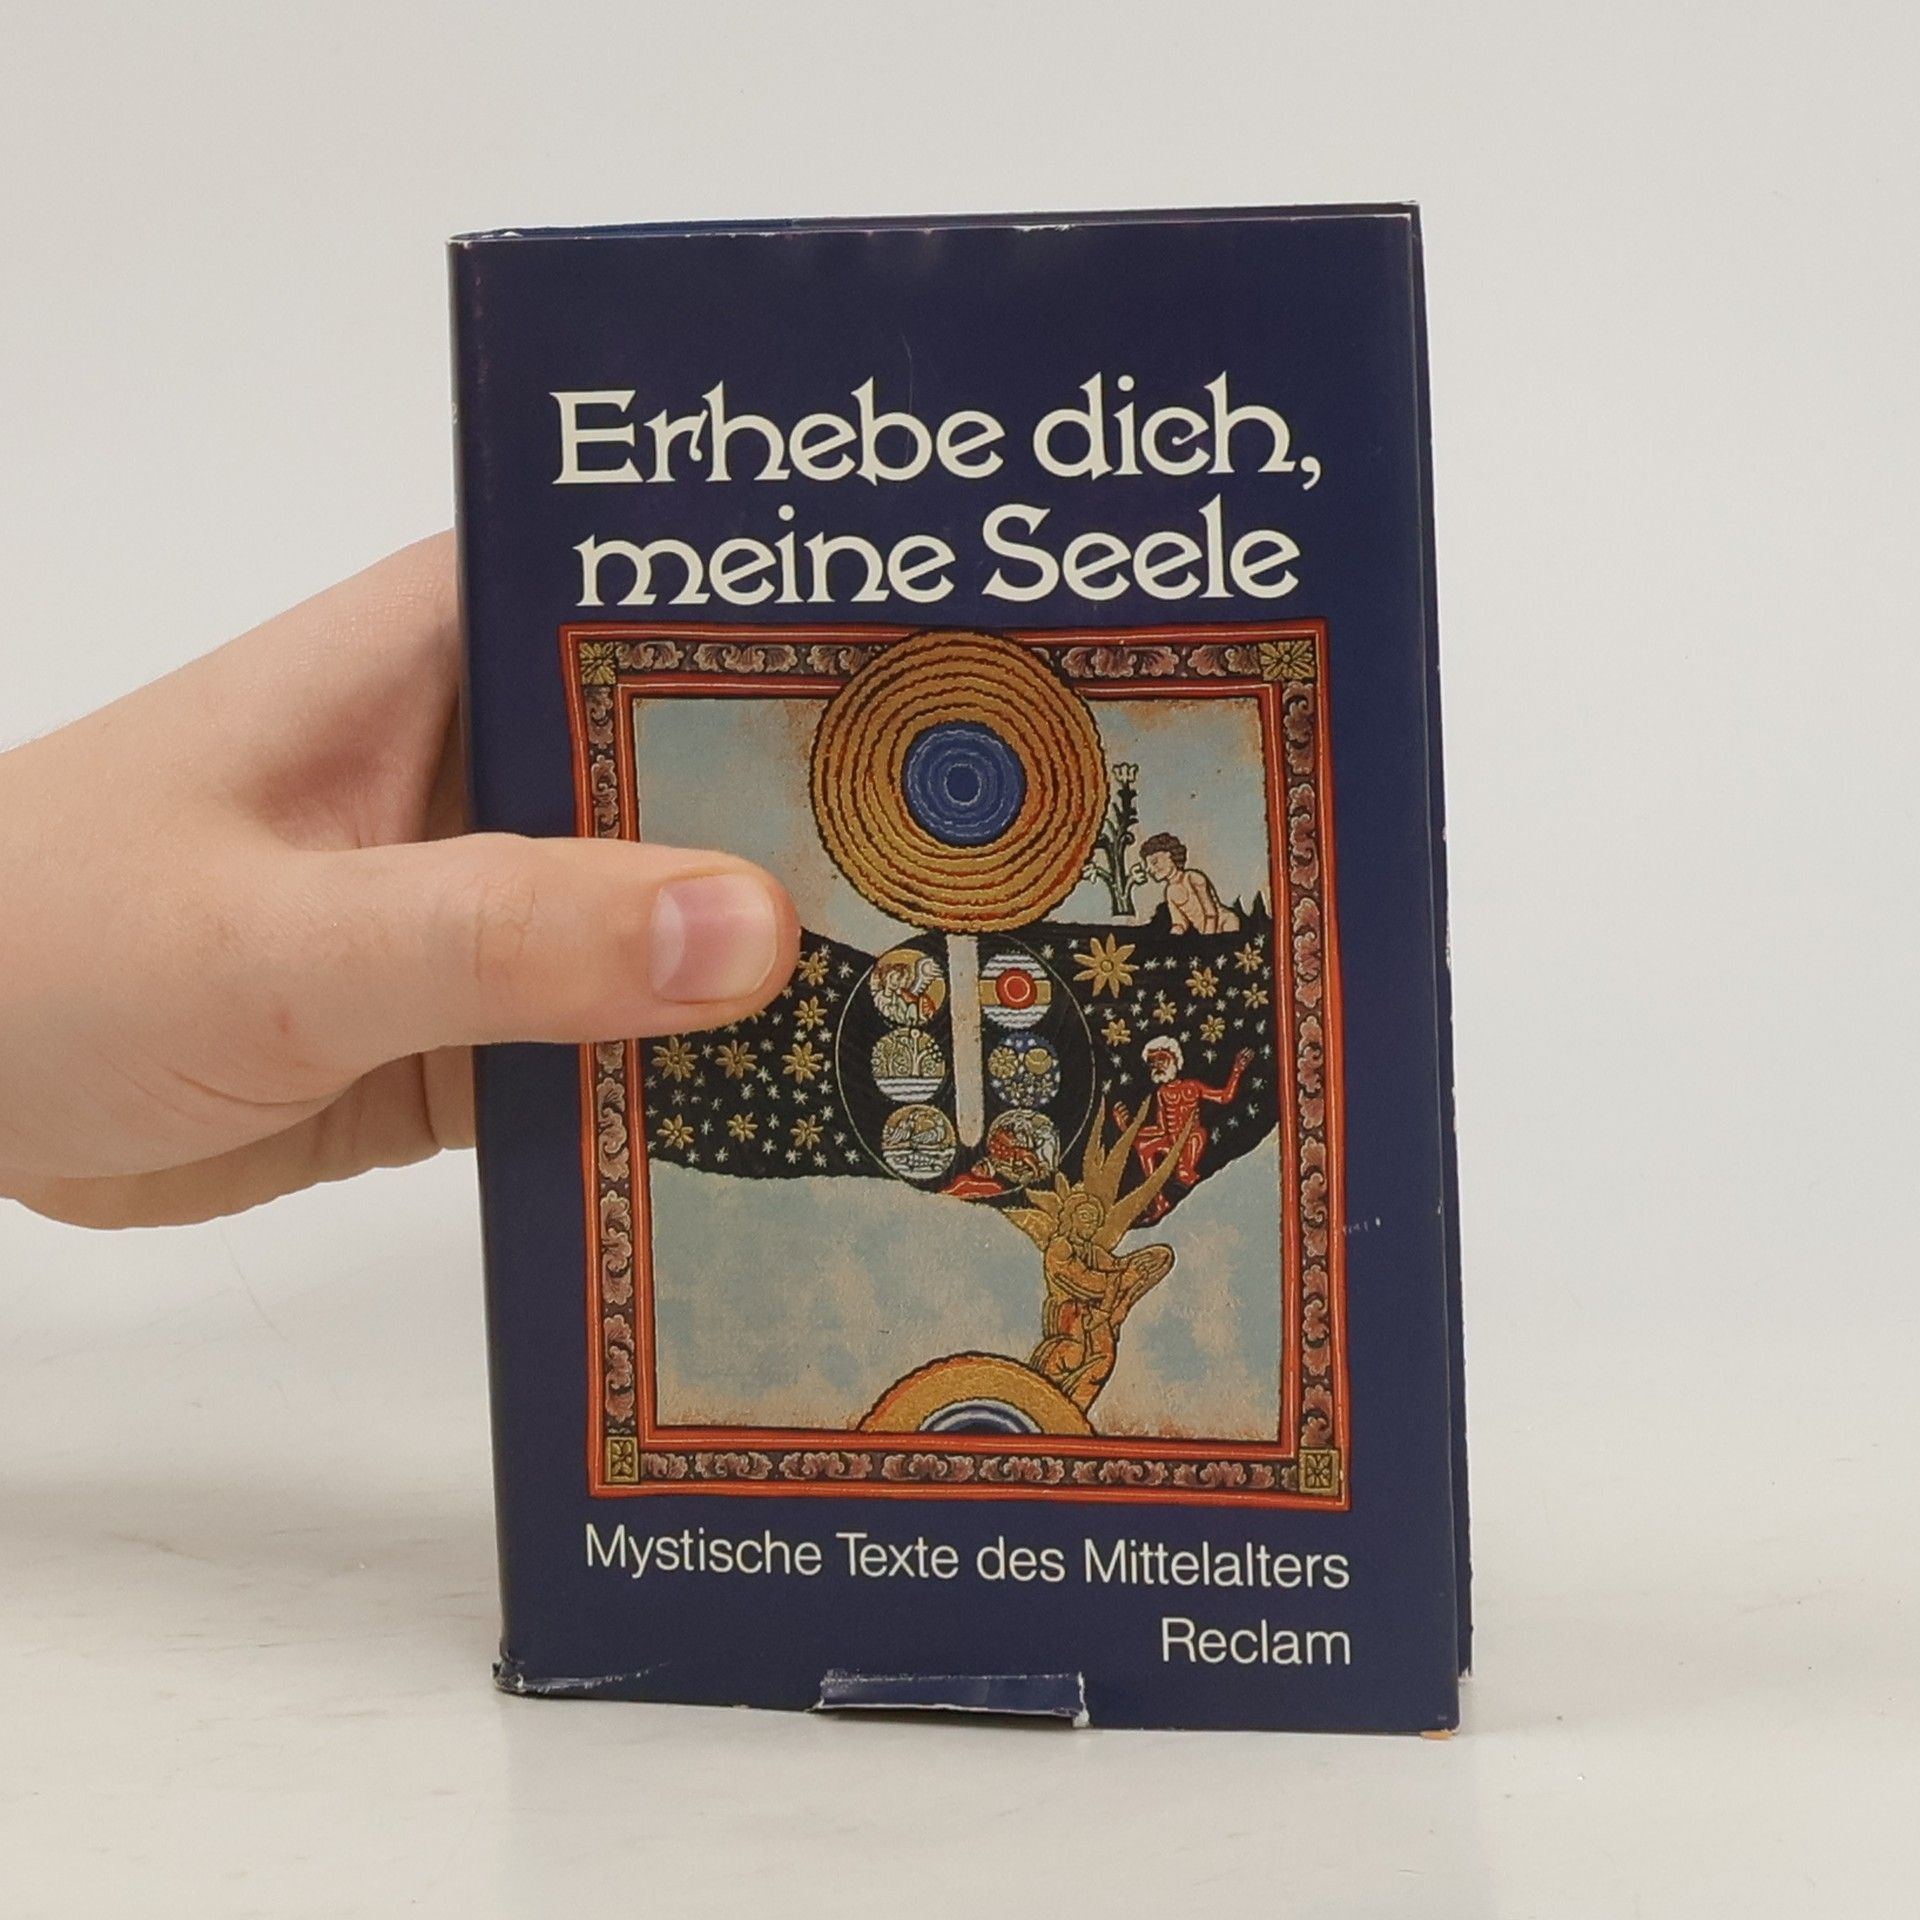 Erhebe dich,
meine Seele
Mystische Texte des Mittelalters
Reclam